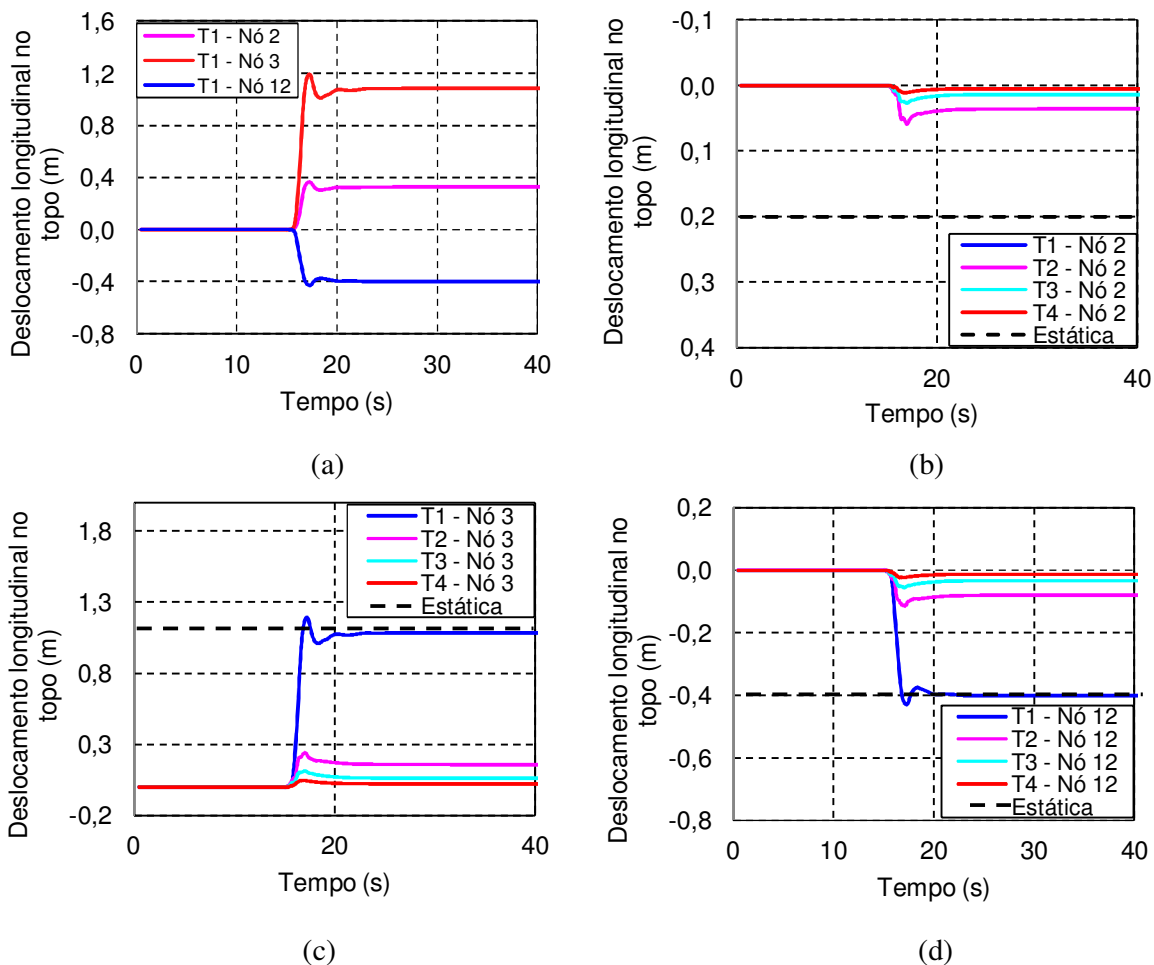 Deslocamento longitudinal no
topo (m)
1,6
1,2
0,8
0,4
0,0
-0,4
-0,8
T1 - Nó 2
T1 - Nó 3
T1 - Nó 12
0
10
20
30
40
Tempo (s)
(a)
Deslocamento longitudinal no
topo (m)
-0,1
0,0
0,1
0,2
0,3
0,4
T1 - Nó 2
T2 - Nó 2
T3 - Nó 2
T4 - Nó 2
Estática
0
20
40
Tempo (s)
(b)
Deslocamento longitudinal no
topo (m)
1,8
1,3
0,8
0,3
-0,2
T1 - Nó 3
T2 - Nó 3
T3 - Nó 3
T4 - Nó 3
Estática
0
20
40
Tempo (s)
(c)
Deslocamento longitudinal no
topo (m)
0,2
0,0
-0,2
-0,4
-0,6
-0,8
T1 - Nó 12
T2 - Nó 12
T3 - Nó 12
T4 - Nó 12
Estática
0
10
20
30
40
Tempo (s)
(d)